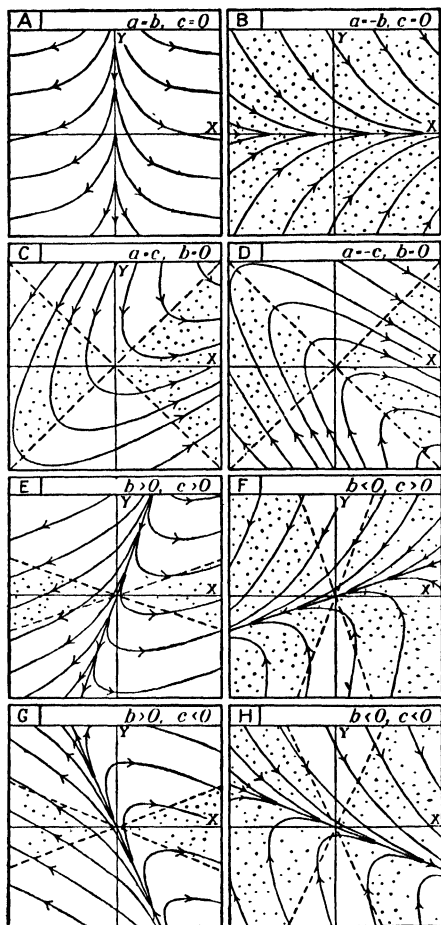 A a=b, c=0
Y
X
B a=-b, c=0
Y
X
C a=c, b=0
Y
X
D a=-c, b=0
Y
X
E b>0, c>0
Y
X
F b<0, c>0
Y
X
G b>0, c<0
Y
X
H b<0, c<0
Y
X